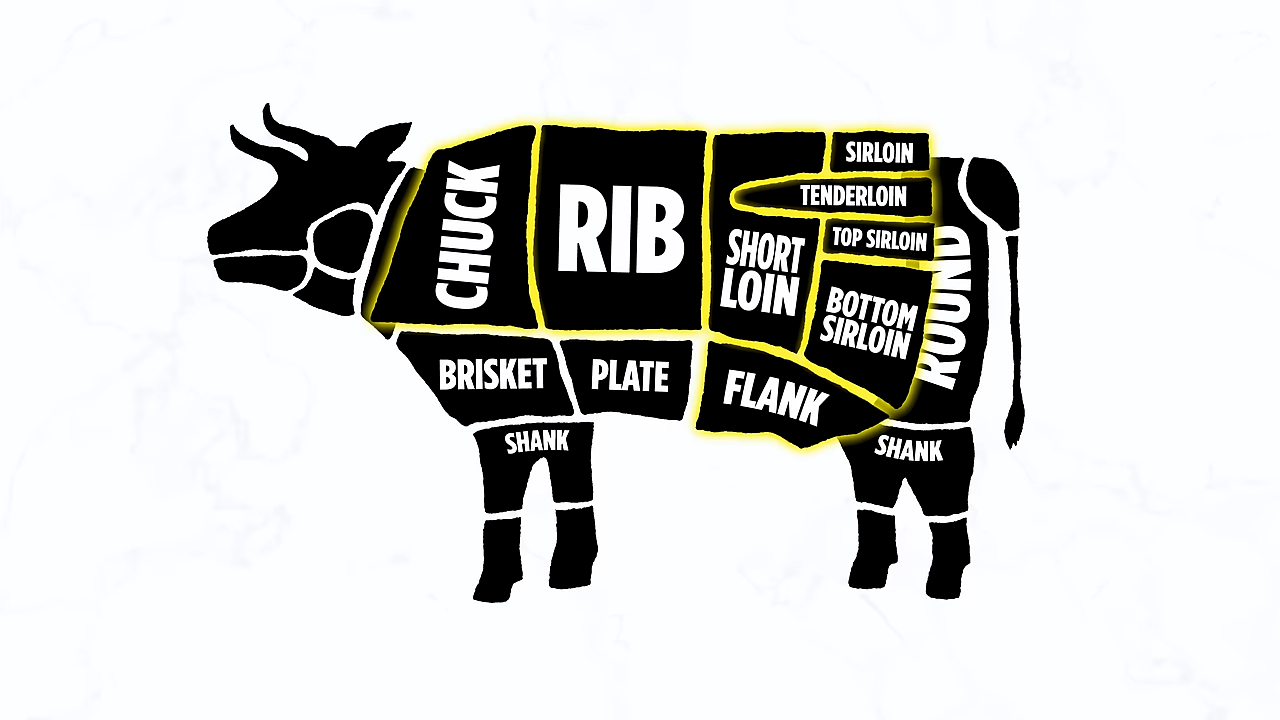 CHUCK
RIB
SHORT
LOIN
SIRLOIN
TENDERLOIN
TOP SIRLOIN
BOTTOM
SIRLOIN
ROUND
BRISKET
PLATE
FLANK
SHANK
SHANK